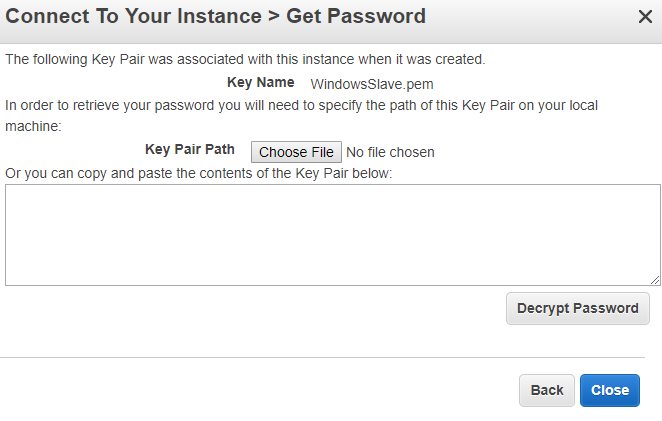 Connect To Your Instance > Get Password
The following Key Pair was associated with this instance when it was created.
Key Name WindowsSlave.pem
In order to retrieve your password you will need to specify the path of this Key Pair on your local
machine:
Key Pair Path Choose File No file chosen
Or you can copy and paste the contents of the Key Pair below:
Decrypt Password
Back Close